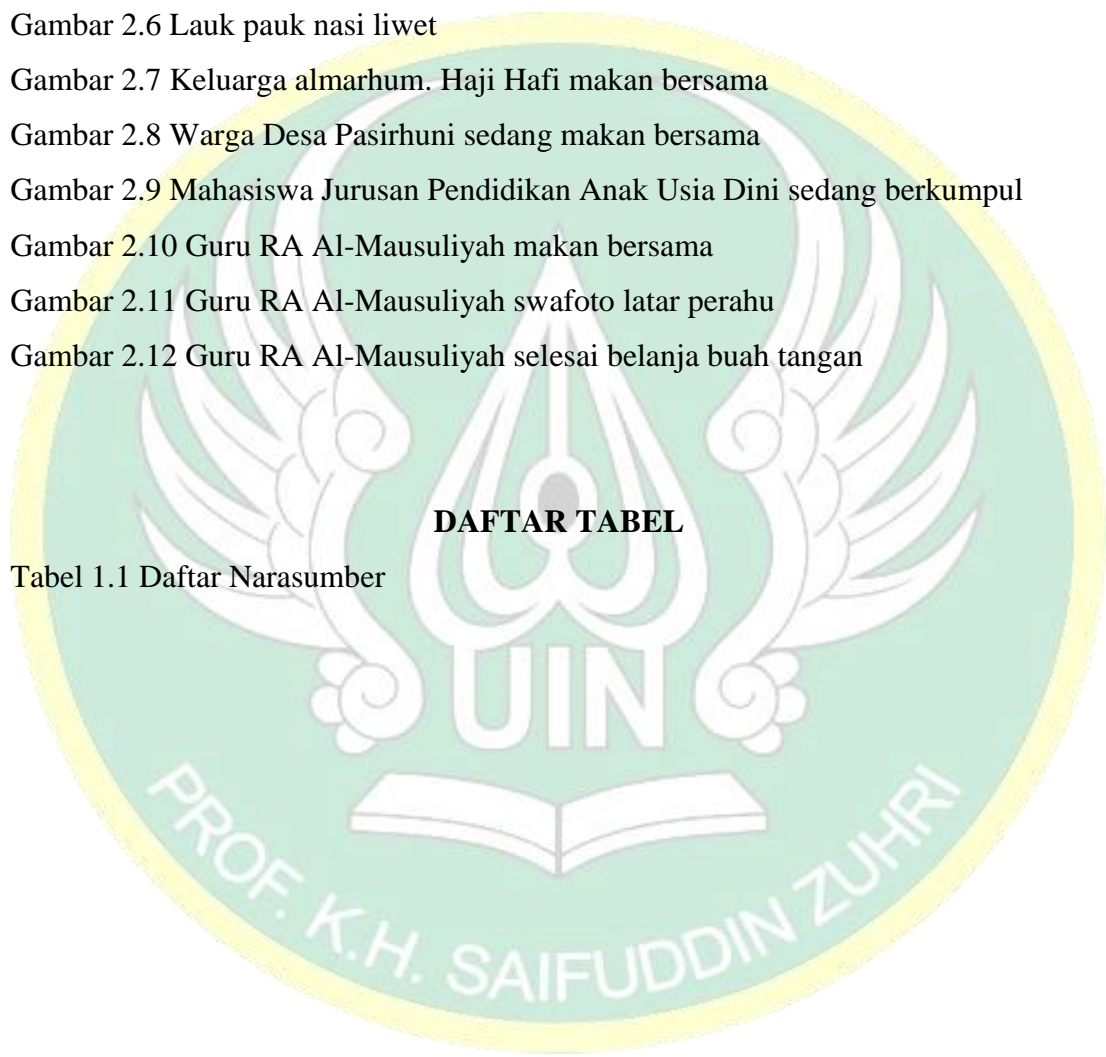 Gambar 2.6 Lauk pauk nasi liwet
Gambar 2.7 Keluarga almarhum. Haji Hafi makan bersama
Gambar 2.8 Warga Desa Pasirhuni sedang makan bersama
Gambar 2.9 Mahasiswa Jurusan Pendidikan Anak Usia Dini sedang berkumpul
Gambar 2.10 Guru RA Al-Mausuliyah makan bersama
Gambar 2.11 Guru RA Al-Mausuliyah swafoto latar perahu
Gambar 2.12 Guru RA Al-Mausuliyah selesai belanja buah tangan
DAFTAR TABEL
Tabel 1.1 Daftar Narasumber
UIN
PROF. K.H. SAIFUDDIN ZUHRI